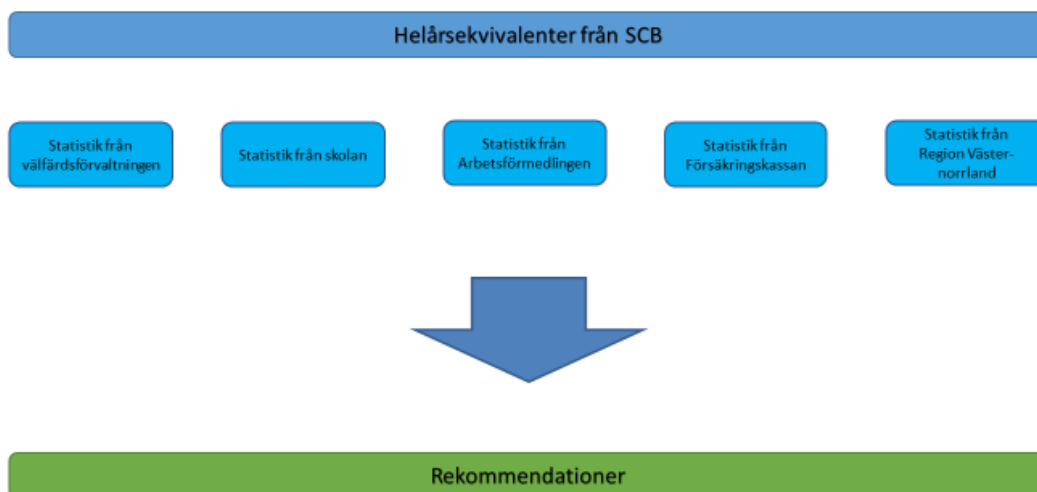 Helårsekvivalenter från SCB
Statistik från
välfärdsförvaltningen
Statistik från skolan
Statistik från
Arbetsförmedlingen
Statistik från
Försäkringskassan
Statistik från
Region Väster-
norrland
Rekommendationer